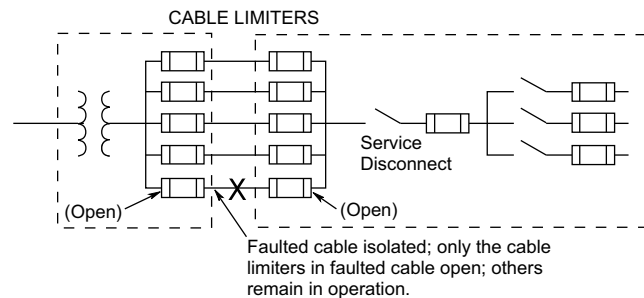 CABLE LIMITERS
Service
Disconnect
(Open)
X
(Open)
Faulted cable isolated; only the cable
limiters in faulted cable open; others
remain in operation.